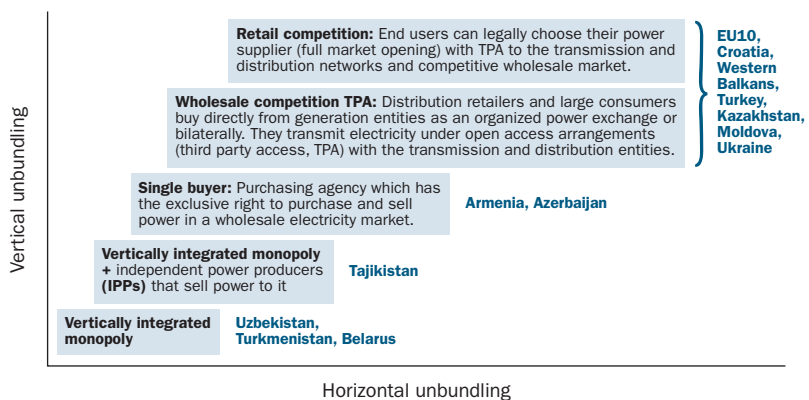 Retail competition: End users can legally choose their power
supplier (full market opening) with TPA to the transmission and
distribution networks and competitive wholesale market.
Wholesale competition TPA: Distribution retailers and large consumers
buy directly from generation entities as an organized power exchange or
bilaterally. They transmit electricity under open access arrangements
(third party access, TPA) with the transmission and distribution entities.
EU10,
Croatia,
Western
Balkans,
Turkey,
Kazakhstan,
Moldova,
Ukraine
Single buyer: Purchasing agency which has
the exclusive right to purchase and sell
power in a wholesale electricity market.
Armenia, Azerbaijan
Vertically integrated monopoly
+ independent power producers
(IPPs) that sell power to it
Tajikistan
Vertically integrated
monopoly
Uzbekistan,
Turkmenistan, Belarus
Vertical unbundling
Horizontal unbundling